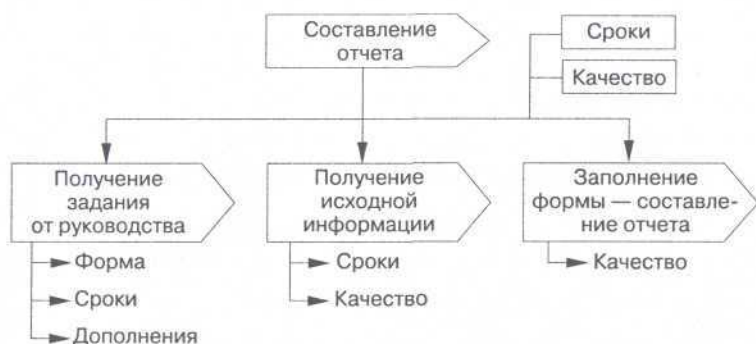 Составление
отчета
Сроки
Качество
Получение
задания
от руководства
Получение
исходной
информации
Заполнение
формы — составле-
ние отчета
Форма
Сроки
Дополнения
Сроки
Качество
Качество